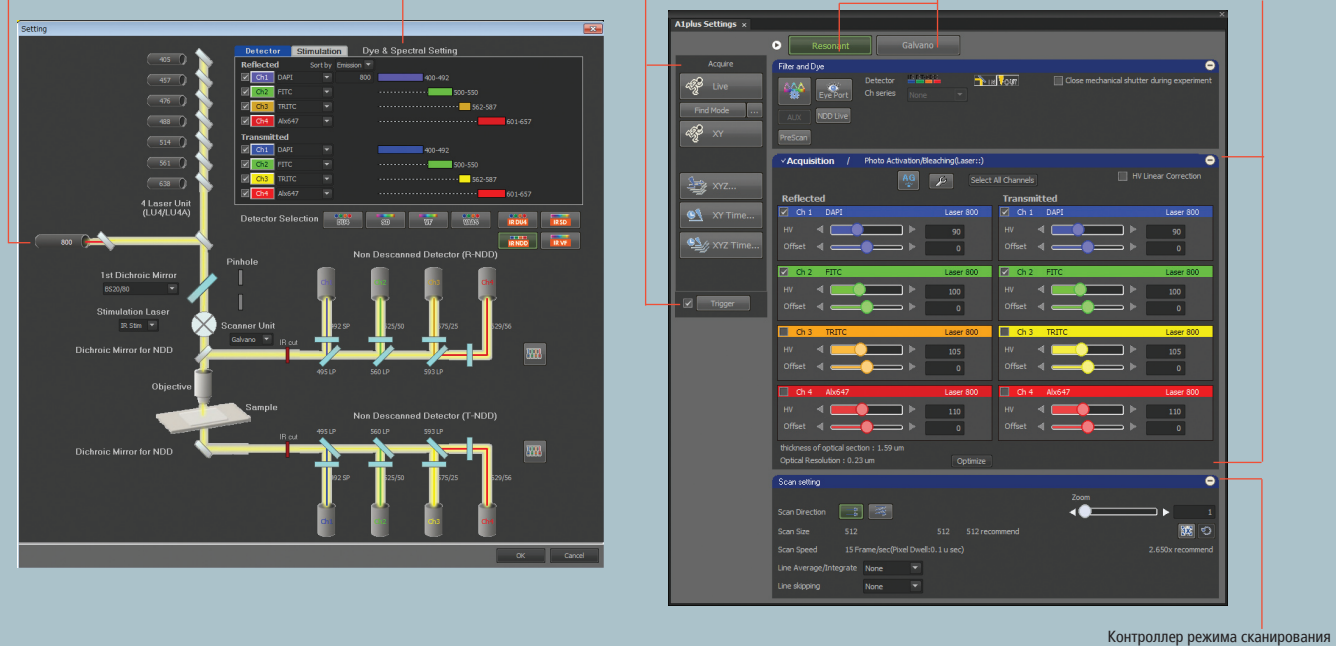 Setting
405
457
476
488
514
561
638
4 Laser Unit
(LU4/LU4A)
800
1st Dichroic Mirror
BS20/80
Stimulation Laser
IR Stim
Dichroic Mirror for NDD
Pinhole
Scanner Unit
Galvano
IR cut
Objective
Sample
Dichroic Mirror for NDD
IR cut
Detector Stimulation Dye & Spectral Setting
Reflected Sort by Emission
Ch1 DAPI 800 400-492
Ch2 FITC 500-550
Ch3 TRITC 562-587
Ch4 Alx647 601-657
Transmitted
Ch1 DAPI 400-492
Ch2 FITC 500-550
Ch3 TRITC 562-587
Ch4 Alx647 601-657
Detector Selection DU4 SD VF VAAS IR DU4 IR SD
IR NDD IR VF
Non Descanned Detector (R-NDD)
Ch1 Ch2 Ch3 Ch4
492 SP 525/50 575/25 629/56
495 LP 560 LP 593 LP
Non Descanned Detector (T-NDD)
495 LP 560 LP 593 LP
492 SP 525/50 575/25 629/56
Ch1 Ch2 Ch3 Ch4
OK Cancel
A1plus Settings ×
Resonant Galvano
Acquire
Live
Find Mode ...
XY
XYZ...
XY Time...
XYZ Time...
Trigger
Filter and Dye
Eye Port
AUX NDD Live
PreScan
Detector
Ch series None
OUT
Close mechanical shutter during experiment
Acquisition / Photo Activation/Bleaching(Laser::)
AG Select All Channels HV Linear Correction
Reflected
Ch 1 DAPI Laser 800
HV 90
Offset 0
Ch 2 FITC Laser 800
HV 100
Offset 0
Ch 3 TRITC Laser 800
HV 105
Offset 0
Ch 4 Alx647 Laser 800
HV 110
Offset 0
Transmitted
Ch 1 DAPI Laser 800
HV 90
Offset 0
Ch 2 FITC Laser 800
HV 100
Offset 0
Ch 3 TRITC Laser 800
HV 105
Offset 0
Ch 4 Alx647 Laser 800
HV 110
Offset 0
thickness of optical section : 1.59 um
Optical Resolution : 0.23 um Optimize
Scan setting
Scan Direction
Zoom
1
Scan Size 512 512 512 recommend
Scan Speed 15 Frame/sec(Pixel Dwell:0.1 u sec) 2.650x recommend
Line Average/Integrate None
Line skipping None
Контроллер режима сканирования